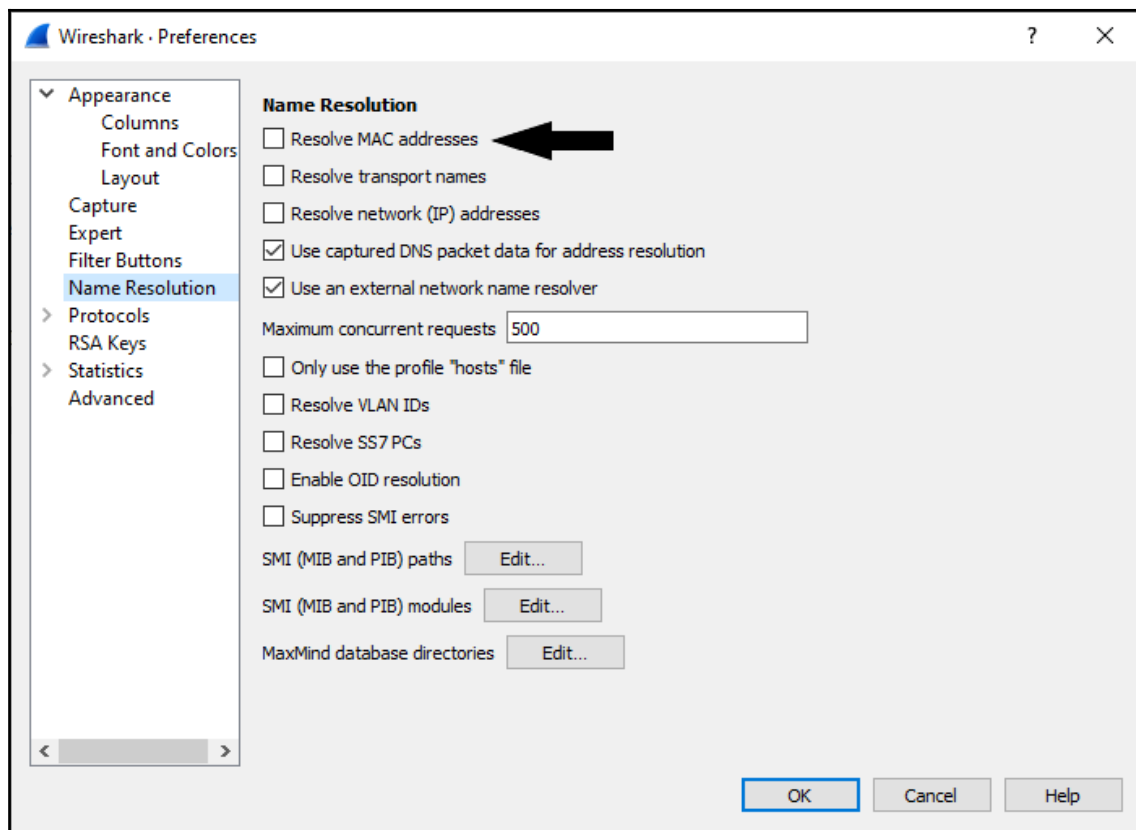 Wireshark · Preferences
?
Appearance
Columns
Font and Colors
Layout
Capture
Expert
Filter Buttons
Name Resolution
Protocols
RSA Keys
Statistics
Advanced
Name Resolution
Resolve MAC addresses
Resolve transport names
Resolve network (IP) addresses
Use captured DNS packet data for address resolution
Use an external network name resolver
Maximum concurrent requests 500
Only use the profile "hosts" file
Resolve VLAN IDs
Resolve SS7 PCs
Enable OID resolution
Suppress SMI errors
SMI (MIB and PIB) paths Edit...
SMI (MIB and PIB) modules Edit...
MaxMind database directories Edit...
OK Cancel Help